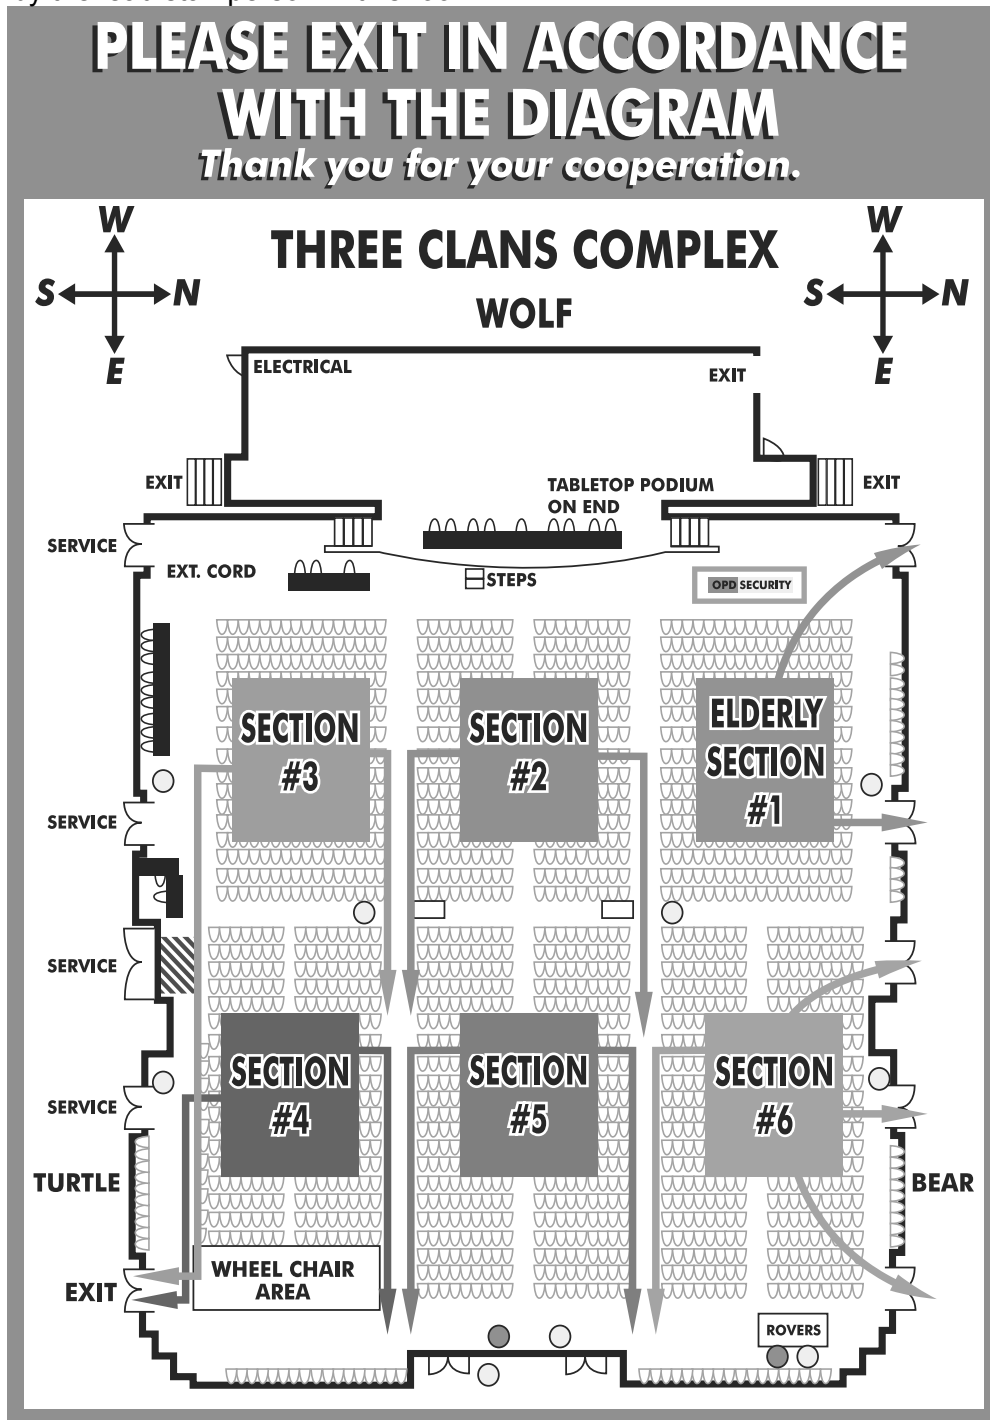 PLEASE EXIT IN ACCORDANCE
WITH THE DIAGRAM
Thank you for your cooperation.
W
S N
E
THREE CLANS COMPLEX
WOLF
W
S N
E
ELECTRICAL
EXIT
EXIT
TABLETOP PODIUM
ON END
EXIT
SERVICE
EXT. CORD
STEPS
OPD SECURITY
SECTION
#3
SECTION
#2
ELDERLY
SECTION
#1
SERVICE
SERVICE
SECTION
#4
SECTION
#5
SECTION
#6
SERVICE
TURTLE
BEAR
WHEEL CHAIR
AREA
EXIT
ROVERS